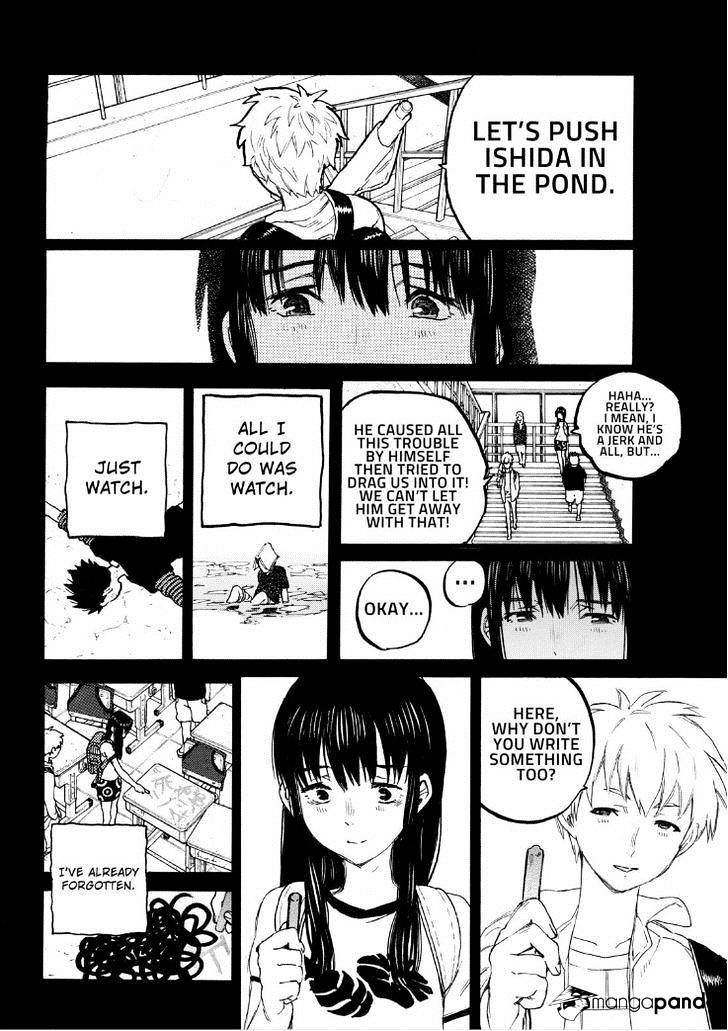 LET'S PUSH
ISHIDA IN
THE POND.
HAHA...
REALLY?
I MEAN, I
KNOW HE'S
A JERK AND
ALL, BUT...
HE CAUSED ALL
THIS TROUBLE
BY HIMSELF
THEN TRIED TO
DRAG US INTO IT!
WE CAN'T LET
HIM GET AWAY
WITH THAT!
...
OKAY...
ALL I
COULD
DO WAS
WATCH.
JUST
WATCH.
HERE,
WHY DON'T
YOU WRITE
SOMETHING
TOO?
I'VE ALREADY
FORGOTTEN.
mangapanda